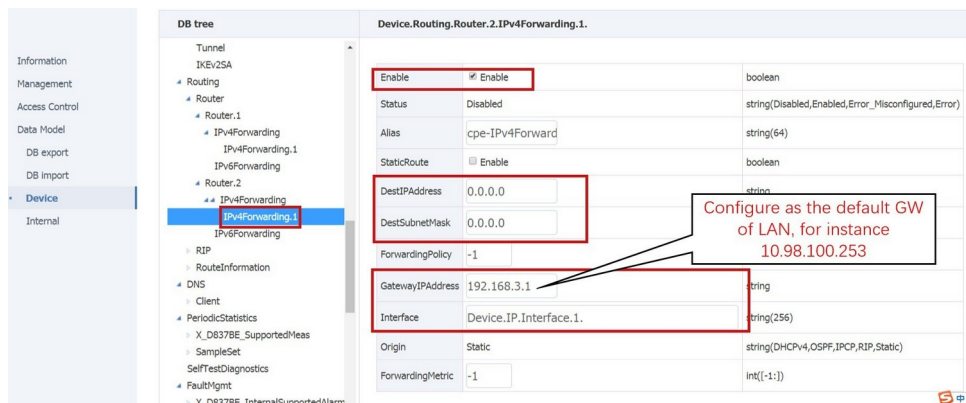 DB tree
Device.Routing.Router.2.IPv4Forwarding.1.
Information
Management
Access Control
Data Model
DB export
DB import
Device
Internal
Tunnel
IKEv2SA
Routing
Router
Router.1
IPv4Forwarding
IPv4Forwarding.1
IPv6Forwarding
Router.2
IPv4Forwarding
IPv4Forwarding.1
IPv6Forwarding
RIP
RouteInformation
DNS
Client
PeriodicStatistics
X_D837BE_SupportedMeas
SampleSet
SelfTestDiagnostics
FaultMgmt
X_D837BE_InternalSupportedAlarm
Enable Enable boolean
Status Disabled string(Disabled,Enabled,Error_Misconfigured,Error)
Alias cpe-IPv4Forward string(64)
StaticRoute Enable boolean
DestIPAddress 0.0.0.0 string
DestSubnetMask 0.0.0.0
ForwardingPolicy -1
GatewayIPAddress 192.168.3.1 string
Interface Device.IP.Interface.1. string(256)
Origin Static string(DHCPv4,OSPF,IPCP,RIP,Static)
ForwardingMetric -1 int([-1:])
Configure as the default GW
of LAN, for instance
10.98.100.253
中